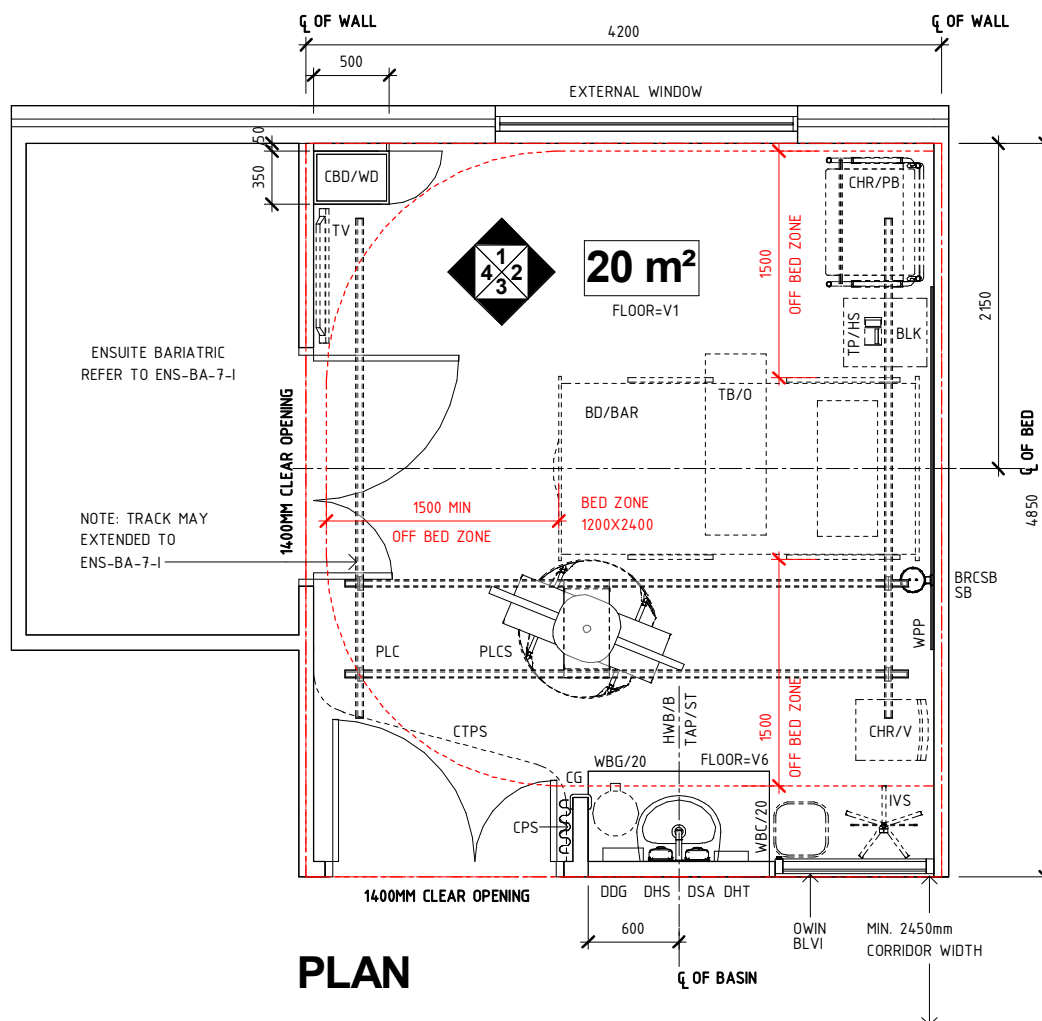 ℄ OF WALL
℄ OF WALL
4200
500
EXTERNAL WINDOW
50
350
CBD/WD
TV
CHR/PB
1
4 2
3
20 m²
FLOOR=V1
1500
OFF BED ZONE
2150
TP/HS
BLK
ENSUITE BARIATRIC
REFER TO ENS-BA-7-I
1400MM CLEAR OPENING
BD/BAR
TB/O
℄ OF BED
4850
NOTE: TRACK MAY
EXTENDED TO
ENS-BA-7-I
1500 MIN
OFF BED ZONE
BED ZONE
1200X2400
BRCSB
SB
WPP
PLC
PLCS
CTPS
HWB/B
TAP/ST
1500
OFF BED ZONE
CHR/V
WBG/20
FLOOR=V6
CG
CPS
WBC/20
IVS
1400MM CLEAR OPENING
DDG DHS DSA DHT
600
OWIN
BLVI
MIN. 2450mm
CORRIDOR WIDTH
PLAN
℄ OF BASIN